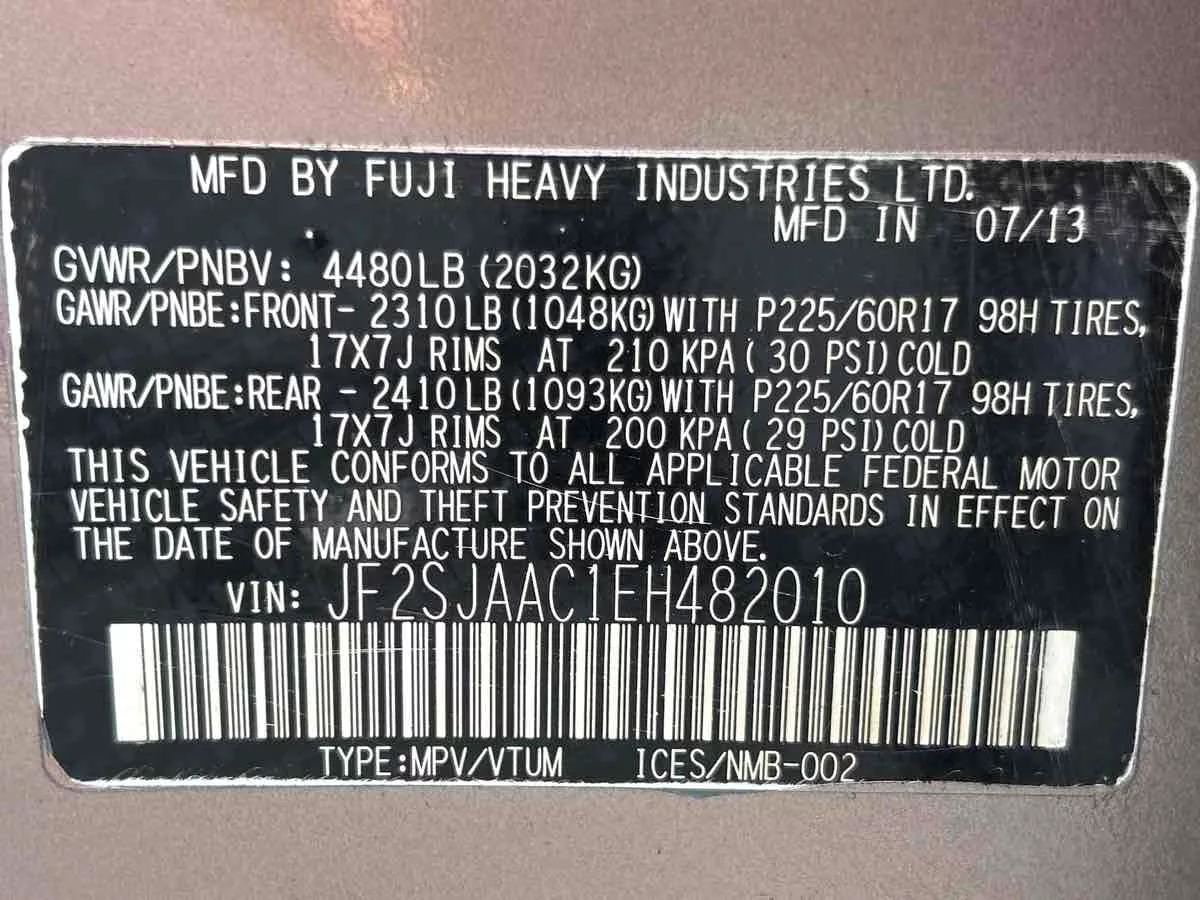 MFD BY FUJI HEAVY INDUSTRIES LTD.
MFD IN 07/13
GVWR/PNBV: 4480LB (2032KG)
GAWR/PNBE:FRONT- 2310LB (1048KG) WITH P225/60R17 98H TIRES,
17X7J RIMS AT 210 KPA ( 30 PSI) COLD
GAWR/PNBE:REAR - 2410LB (1093KG) WITH P225/60R17 98H TIRES,
17X7J RIMS AT 200 KPA ( 29 PSI) COLD
THIS VEHICLE CONFORMS TO ALL APPLICABLE FEDERAL MOTOR
VEHICLE SAFETY AND THEFT PREVENTION STANDARDS IN EFFECT ON
THE DATE OF MANUFACTURE SHOWN ABOVE.
VIN: JF2SJAAC1EH482010
TYPE:MPV/VTUM ICES/NMB-002